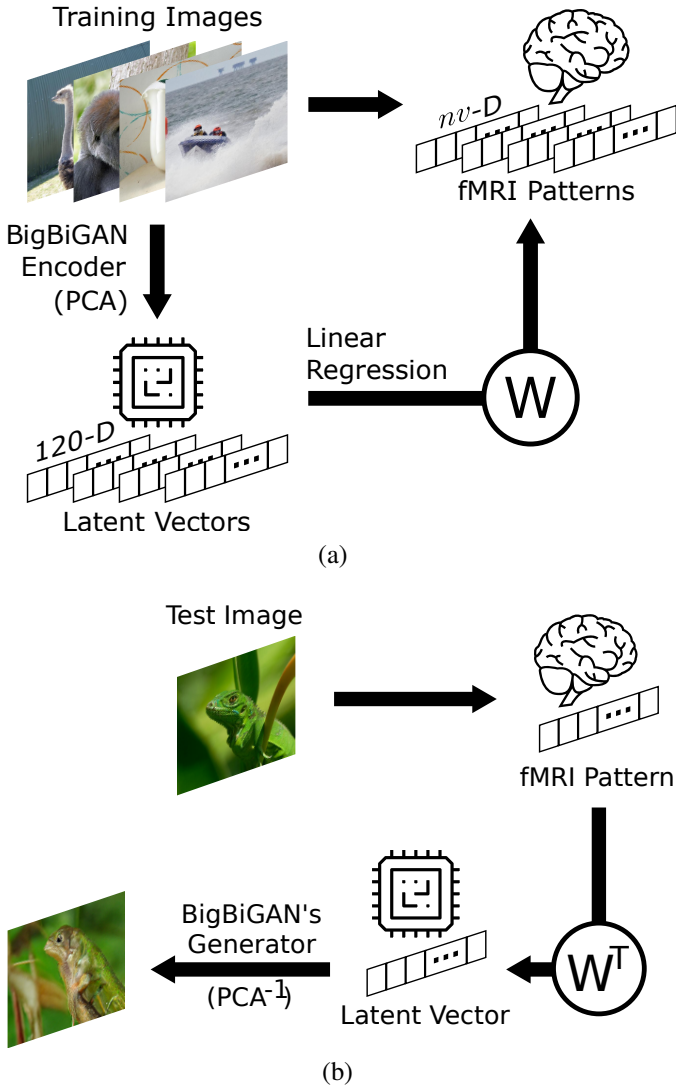 Training Images
nv-D
fMRI Patterns
BigBiGAN
Encoder
(PCA)
Linear
Regression
W
120-D
Latent Vectors
(a)
Test Image
fMRI Pattern
BigBiGAN's
Generator
(PCA⁻¹)
Wᵀ
Latent Vector
(b)